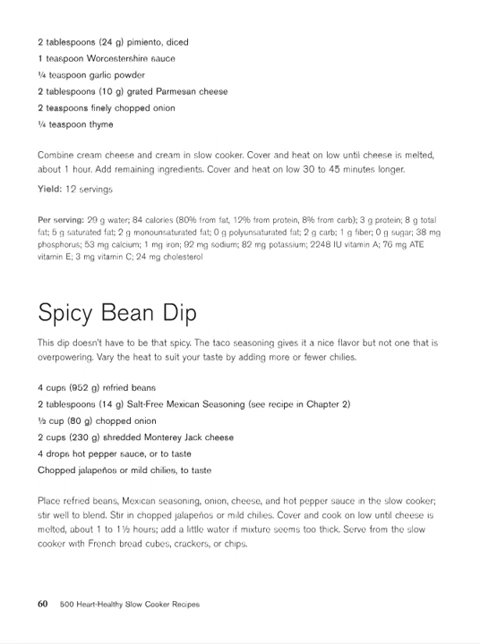 2 tablespoons (24 g) pimiento, diced
1 teaspoon Worcestershire sauce
¼ teaspoon garlic powder
2 tablespoons (10 g) grated Parmesan cheese
2 teaspoons finely chopped onion
¼ teaspoon thyme
Combine cream cheese and cream in slow cooker. Cover and heat on low until cheese is melted,
about 1 hour. Add remaining ingredients. Cover and heat on low 30 to 45 minutes longer.
Yield: 12 servings
Per serving: 29 g water; 84 calories (80% from fat, 12% from protein, 8% from carb); 3 g protein; 8 g total
fat; 5 g saturated fat; 2 g monounsaturated fat; 0 g polyunsaturated fat; 2 g carb; 1 g fiber; 0 g sugar; 38 mg
phosphorus; 53 mg calcium; 1 mg iron; 92 mg sodium; 82 mg potassium; 2248 IU vitamin A; 76 mg ATE
vitamin E; 3 mg vitamin C; 24 mg cholesterol
Spicy Bean Dip
This dip doesn't have to be that spicy. The taco seasoning gives it a nice flavor but not one that is
overpowering. Vary the heat to suit your taste by adding more or fewer chilies.
4 cups (952 g) refried beans
2 tablespoons (14 g) Salt-Free Mexican Seasoning (see recipe in Chapter 2)
½ cup (80 g) chopped onion
2 cups (230 g) shredded Monterey Jack cheese
4 drops hot pepper sauce, or to taste
Chopped jalapeños or mild chilies, to taste
Place refried beans, Mexican seasoning, onion, cheese, and hot pepper sauce in the slow cooker;
stir well to blend. Stir in chopped jalapeños or mild chilies. Cover and cook on low until cheese is
melted, about 1 to 1½ hours; add a little water if mixture seems too thick. Serve from the slow
cooker with French bread cubes, crackers, or chips.
60 500 Heart-Healthy Slow Cooker Recipes